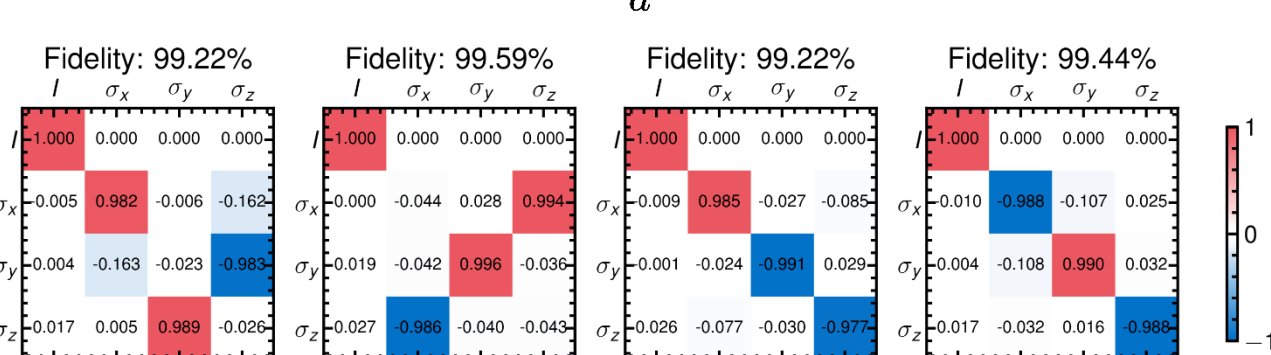 d
Fidelity: 99.22% Fidelity: 99.59% Fidelity: 99.22% Fidelity: 99.44%
I σx σy σz I σx σy σz I σx σy σz I σx σy σz
I 1.000 0.000 0.000 0.000 I 1.000 0.000 0.000 0.000 I 1.000 0.000 0.000 0.000 I 1.000 0.000 0.000 0.000 1
σx 0.005 0.982 -0.006 -0.162 σx 0.000 -0.044 0.028 0.994 σx 0.009 0.985 -0.027 -0.085 σx 0.010 -0.988 -0.107 0.025 0
σy 0.004 -0.163 -0.023 -0.983 σy 0.019 -0.042 0.996 -0.036 σy 0.001 -0.024 -0.991 0.029 σy 0.004 -0.108 0.990 0.032
σz 0.017 0.005 0.989 -0.026 σz 0.027 -0.986 -0.040 -0.043 σz 0.026 -0.077 -0.030 -0.977 σz 0.017 -0.032 0.016 -0.988 −1